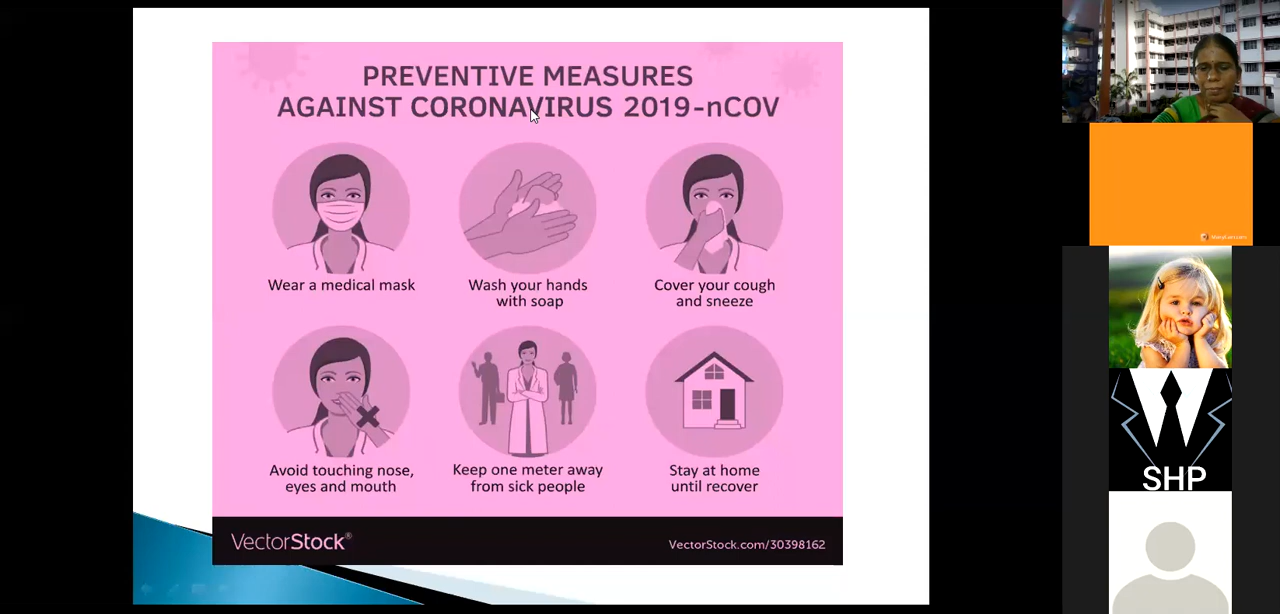 PREVENTIVE MEASURES
AGAINST CORONAVIRUS 2019-nCOV
Wear a medical mask
Wash your hands
with soap
Cover your cough
and sneeze
Avoid touching nose,
eyes and mouth
Keep one meter away
from sick people
Stay at home
until recover
VectorStock®
VectorStock.com/30398162
SHP